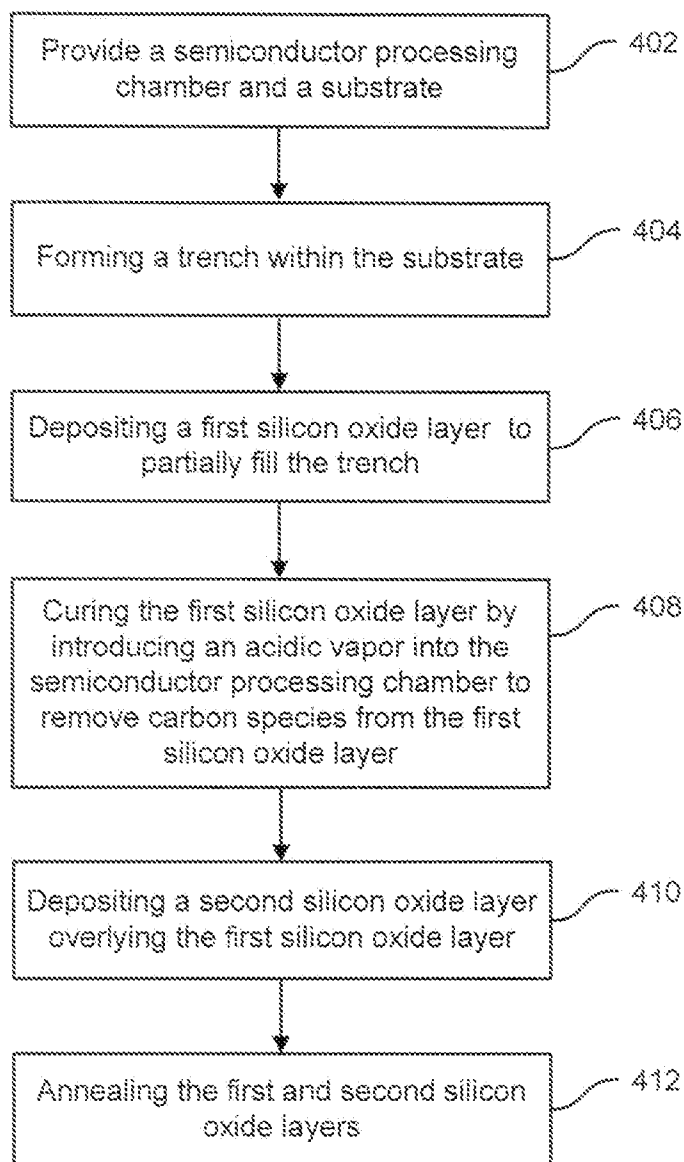 Provide a semiconductor processing
chamber and a substrate
402
Forming a trench within the substrate
404
Depositing a first silicon oxide layer to
partially fill the trench
406
Curing the first silicon oxide layer by
introducing an acidic vapor into the
semiconductor processing chamber to
remove carbon species from the first
silicon oxide layer
408
Depositing a second silicon oxide layer
overlying the first silicon oxide layer
410
Annealing the first and second silicon
oxide layers
412